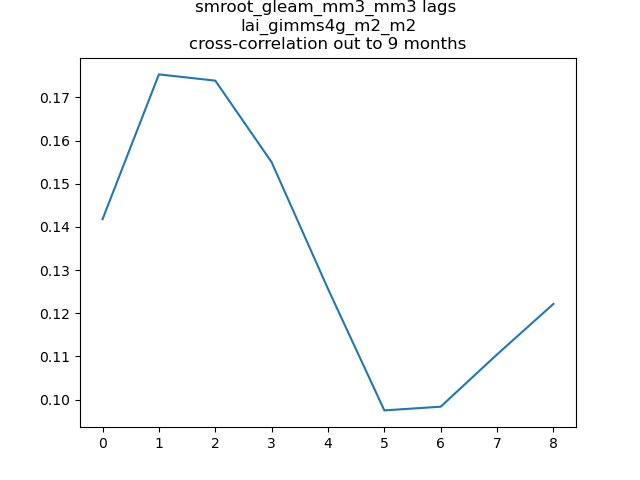 smroot_gleam_mm3_mm3 lags
lai_gimms4g_m2_m2
cross-correlation out to 9 months
0.17
0.16
0.15
0.14
0.13
0.12
0.11
0.10
0 1 2 3 4 5 6 7 8